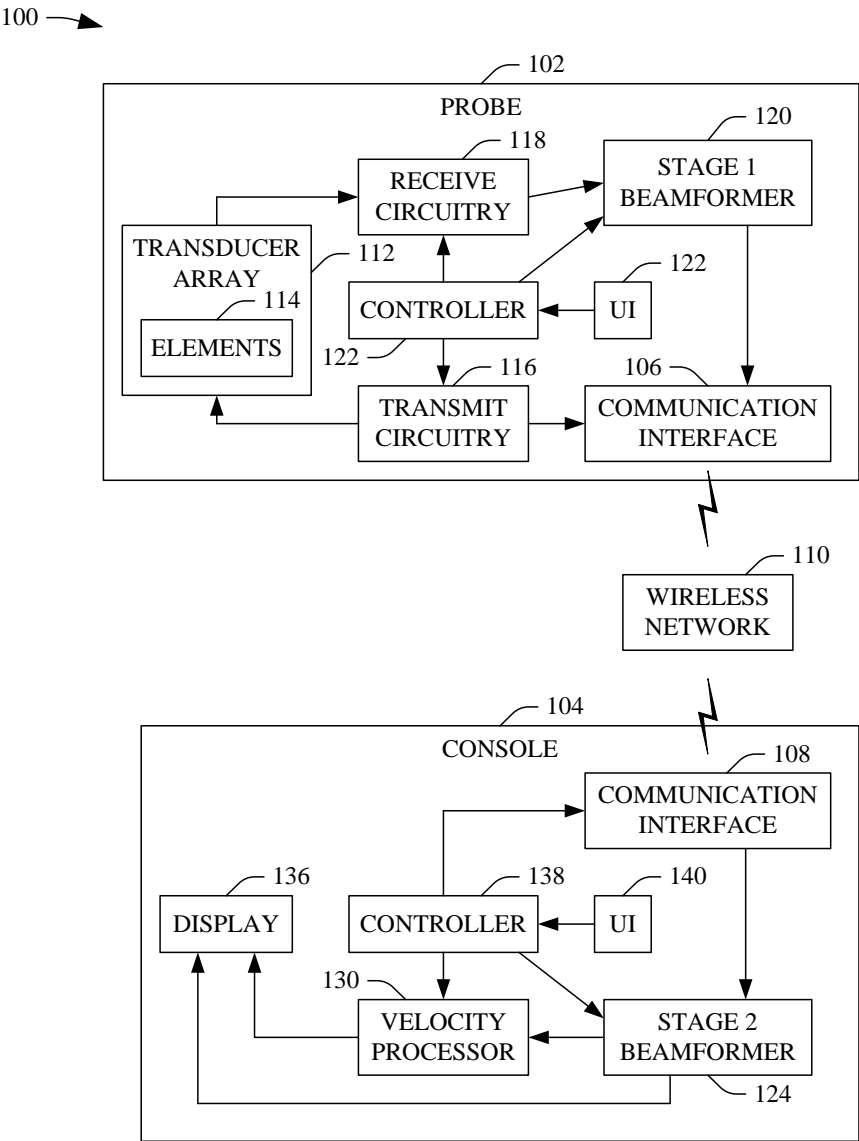 100
102
PROBE
118
120
RECEIVE
CIRCUITRY
STAGE 1
BEAMFORMER
TRANSDUCER
ARRAY
112
114
ELEMENTS
CONTROLLER
122
UI
122
116
TRANSMIT
CIRCUITRY
106
COMMUNICATION
INTERFACE
110
WIRELESS
NETWORK
104
CONSOLE
108
COMMUNICATION
INTERFACE
136
DISPLAY
138
CONTROLLER
140
UI
130
VELOCITY
PROCESSOR
STAGE 2
BEAMFORMER
124